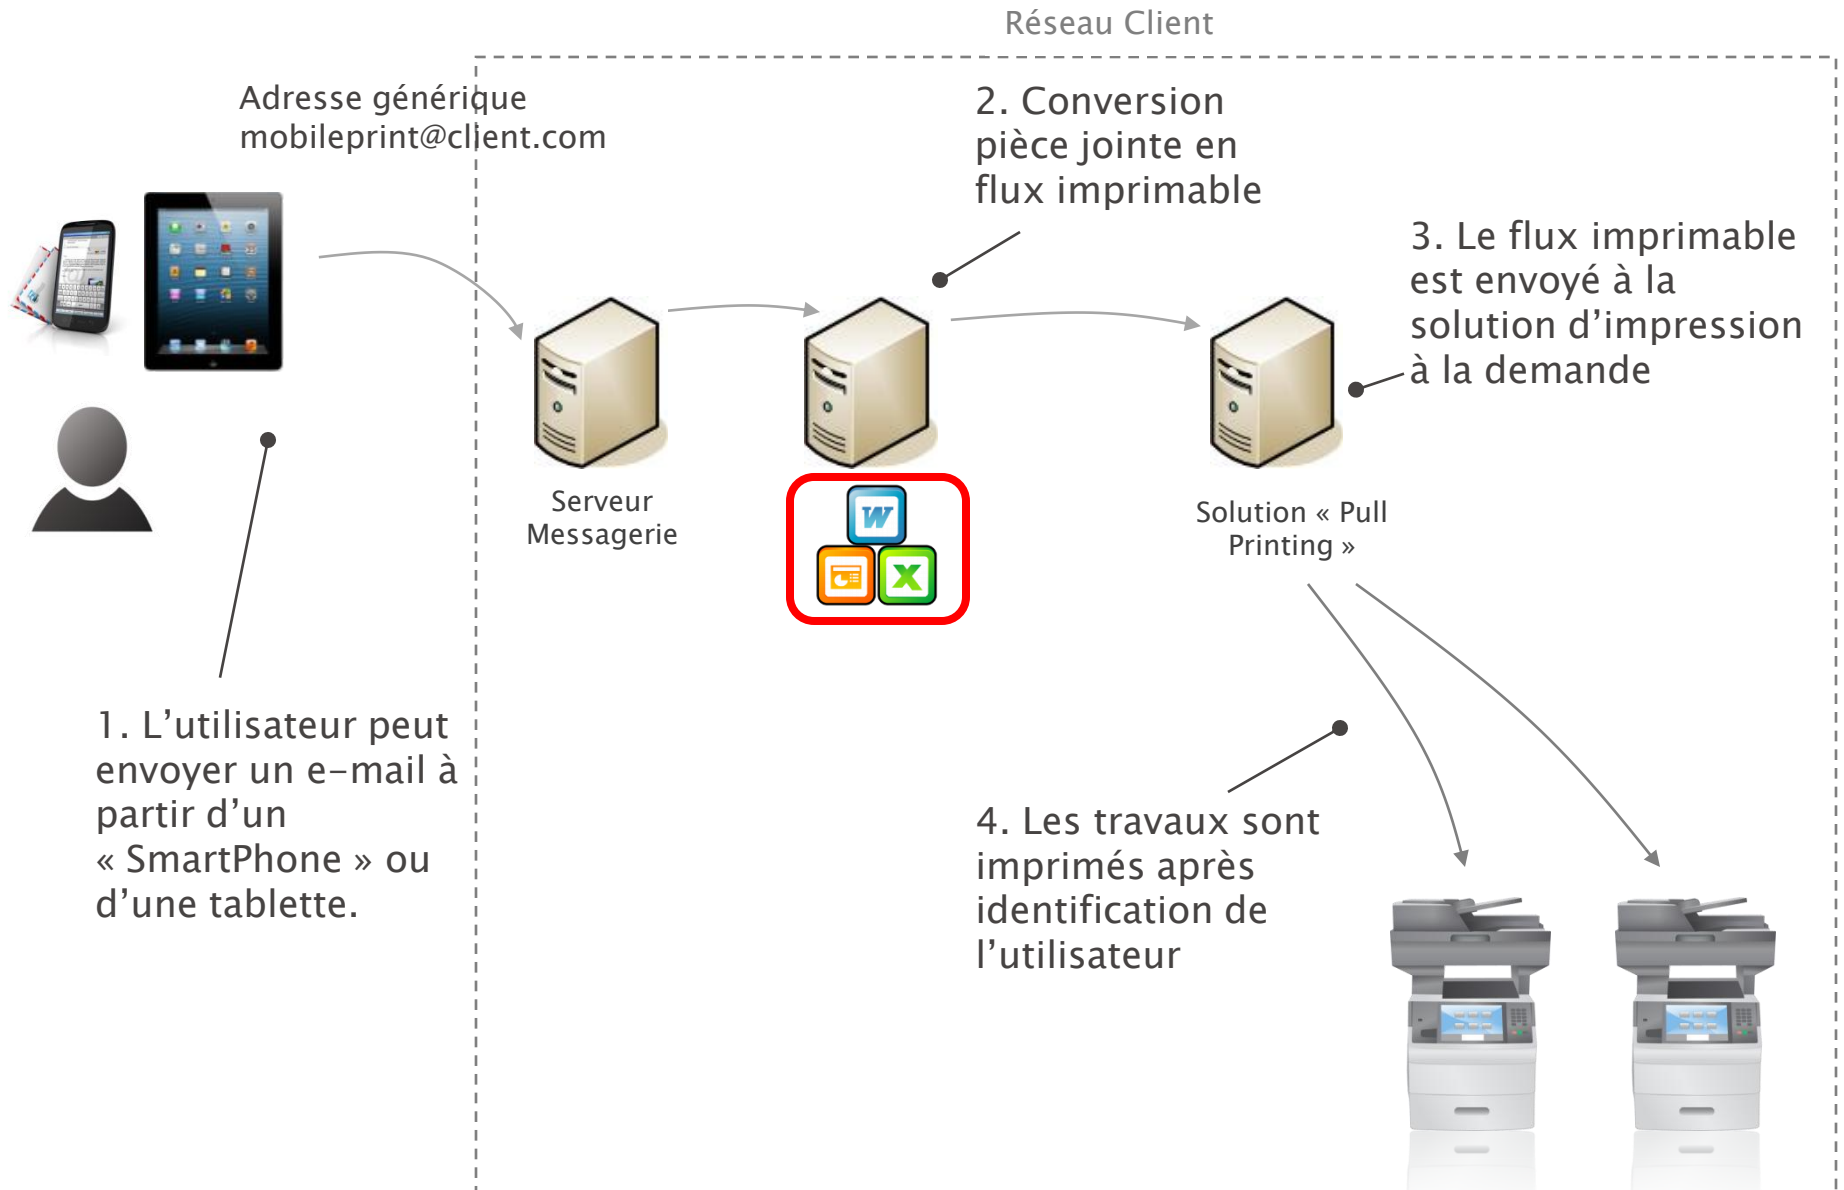 Réseau Client
Adresse générique
mobileprint@client.com
2. Conversion
pièce jointe en
flux imprimable
3. Le flux imprimable
est envoyé à la
solution d’impression
à la demande
Serveur
Messagerie
W
X
Solution « Pull
Printing »
1. L’utilisateur peut
envoyer un e-mail à
partir d’un
« SmartPhone » ou
d’une tablette.
4. Les travaux sont
imprimés après
identification de
l’utilisateur